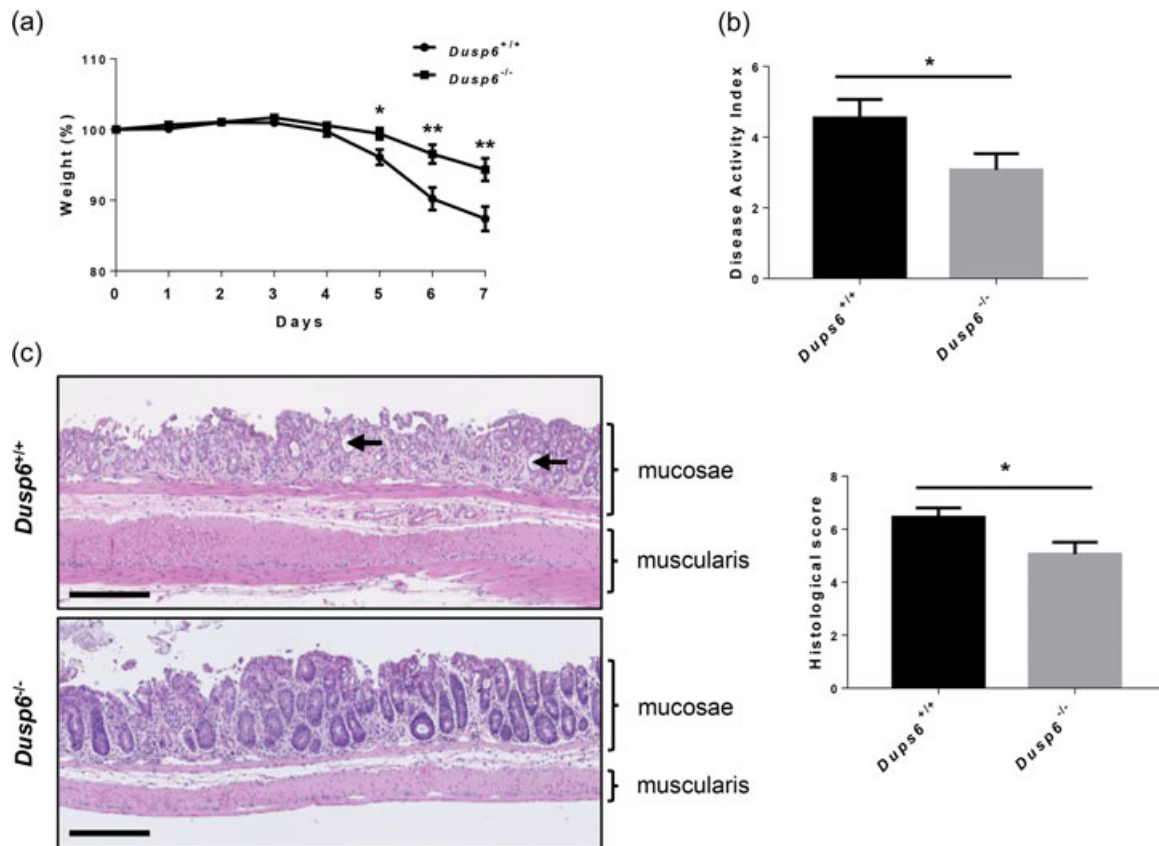 (a)
Dusp6+/+
Dusp6-/-
110
100
90
80
Weight (%)
*
**
**
0 1 2 3 4 5 6 7
Days
(b)
*
6
4
2
0
Disease Activity Index
Dups6+/+
Dusp6-/-
(c)
Dusp6+/+
mucosae
muscularis
Dusp6-/-
mucosae
muscularis
*
8
6
4
2
0
Histological score
Dups6+/+
Dusp6-/-